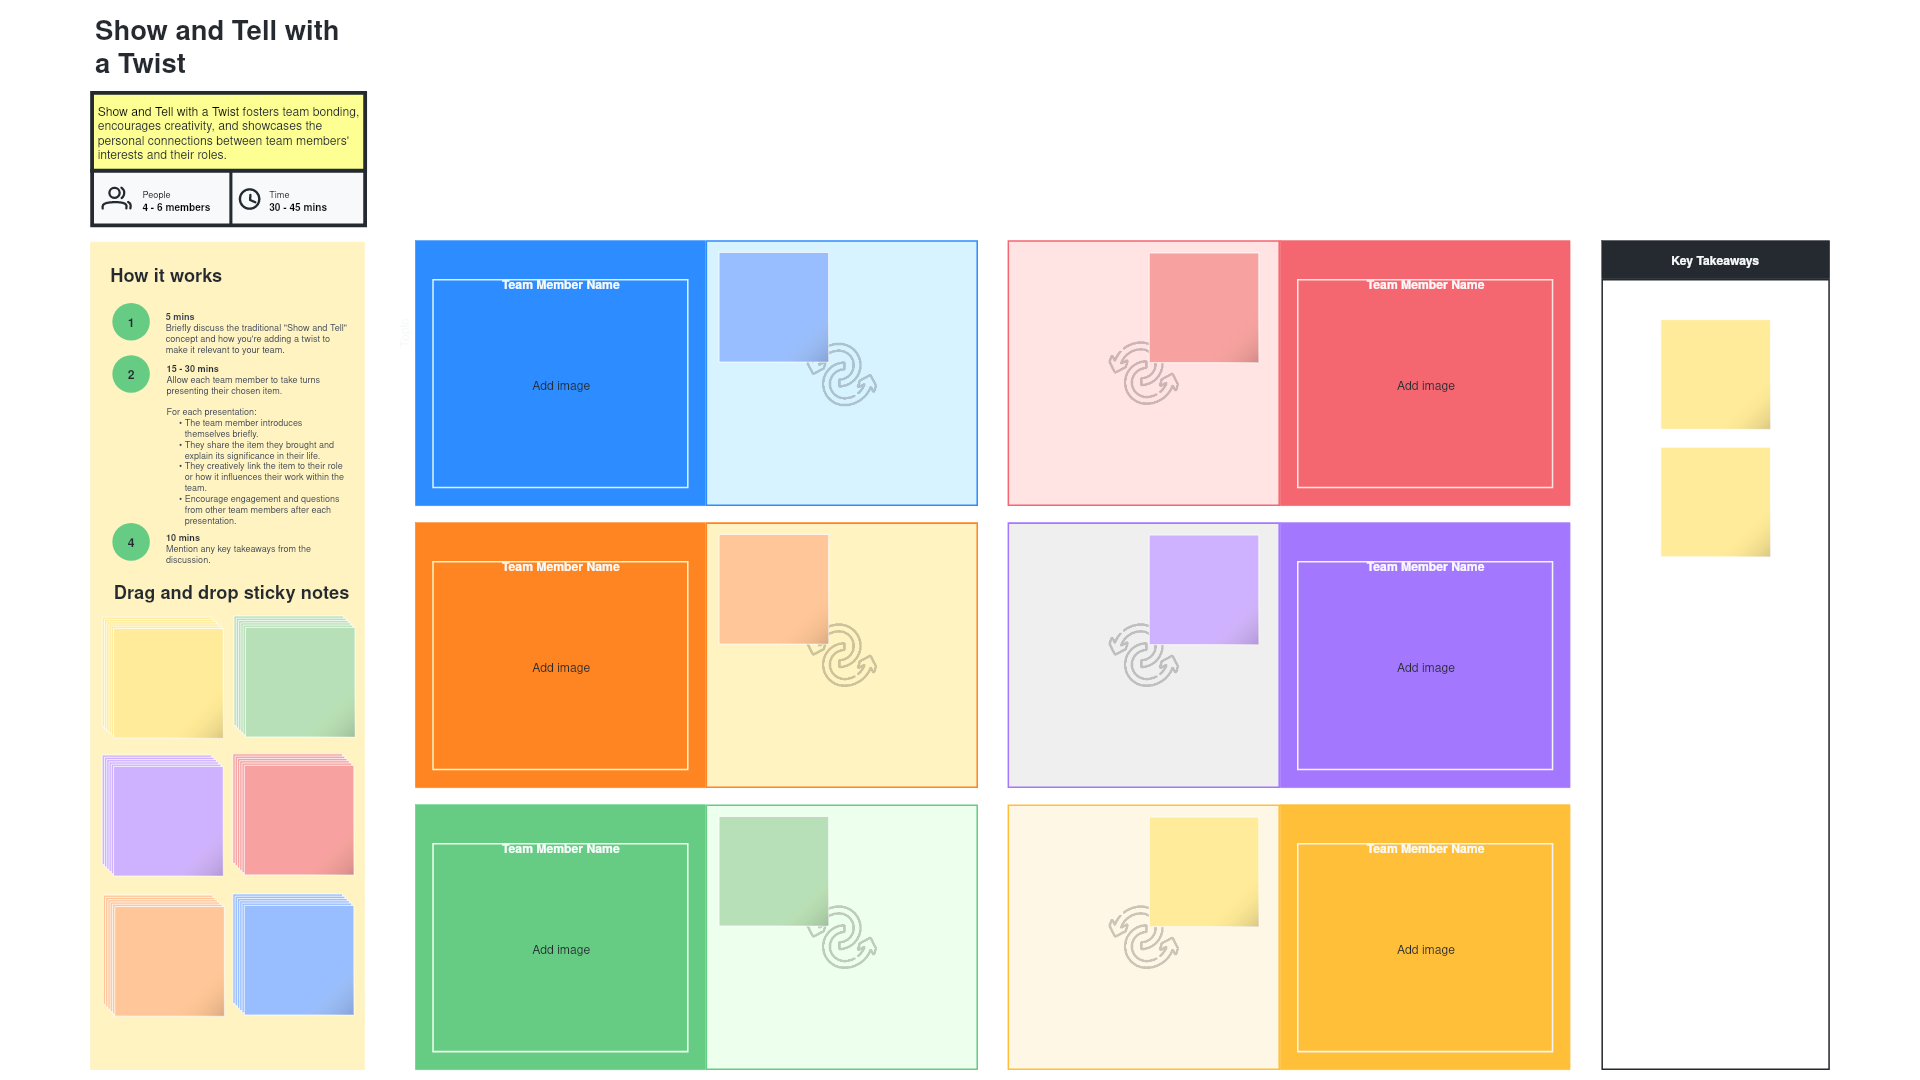 Show and Tell with
a Twist
Show and Tell with a Twist fosters team bonding,
encourages creativity, and showcases the
personal connections between team members'
interests and their roles.
People
4 - 6 members
Time
30 - 45 mins
How it works
1
5 mins
Briefly discuss the traditional "Show and Tell"
concept and how you're adding a twist to
make it relevant to your team.
2
15 - 30 mins
Allow each team member to take turns
presenting their chosen item.
For each presentation:
• The team member introduces
themselves briefly.
• They share the item they brought and
explain its significance in their life.
• They creatively link the item to their role
or how it influences their work within the
team.
• Encourage engagement and questions
from other team members after each
presentation.
4
10 mins
Mention any key takeaways from the
discussion.
Drag and drop sticky notes
Team Member Name
Add image
Team Member Name
Add image
Team Member Name
Add image
Team Member Name
Add image
Team Member Name
Add image
Team Member Name
Add image
Key Takeaways